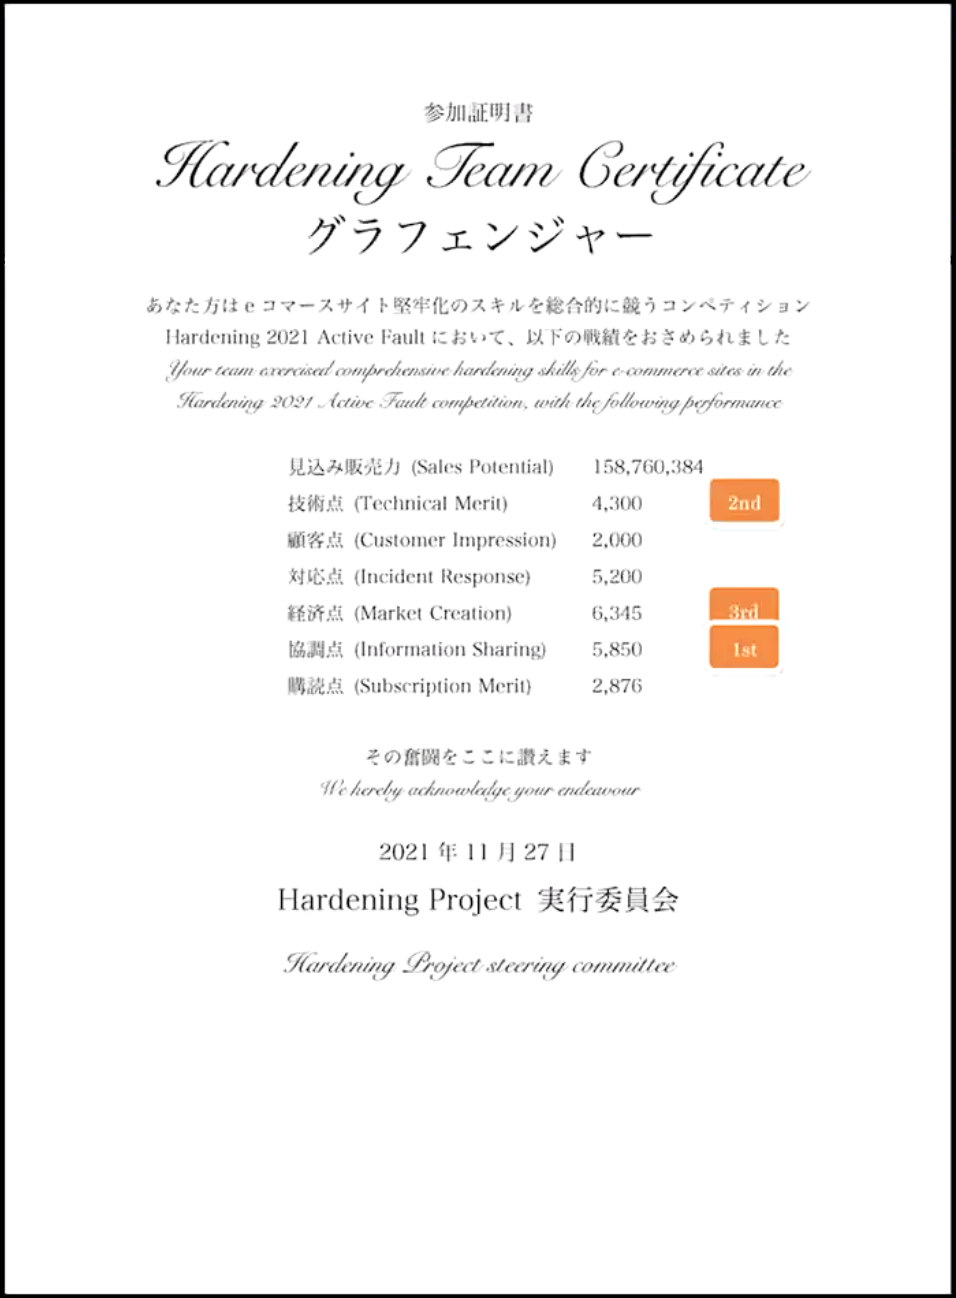 参加証明書
Hardening Team Certificate
グラフェンジャー
あなた方は e コマースサイト堅牢化のスキルを総合的に競うコンペティション
Hardening 2021 Active Fault において、以下の戦績をおさめられました
Your team exercised comprehensive hardening skills for e-commerce sites in the
Hardening 2021 Active Fault competition, with the following performance
見込み販売力 (Sales Potential) 158,760,384
技術点 (Technical Merit) 4,300 2nd
顧客点 (Customer Impression) 2,000
対応点 (Incident Response) 5,200
経済点 (Market Creation) 6,345 3rd
協調点 (Information Sharing) 5,850 1st
購読点 (Subscription Merit) 2,876
その奮闘をここに讃えます
We hereby acknowledge your endeavour
2021 年 11 月 27 日
Hardening Project 実行委員会
Hardening Project steering committee